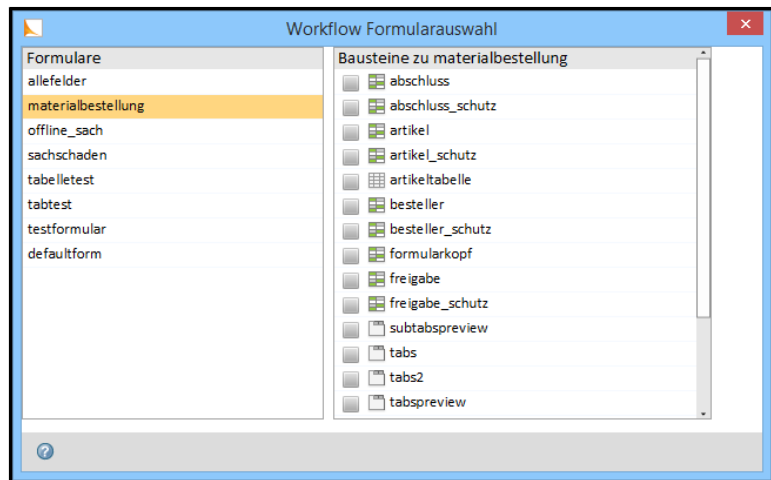 Workflow Formularauswahl
Formulare
allefelder
materialbestellung
offline_sach
sachschaden
tabelletest
tabtest
testformular
defaultform
Bausteine zu materialbestellung
abschluss
abschluss_schutz
artikel
artikel_schutz
artikeltabelle
besteller
besteller_schutz
formularkopf
freigabe
freigabe_schutz
subtabspreview
tabs
tabs2
tabspreview